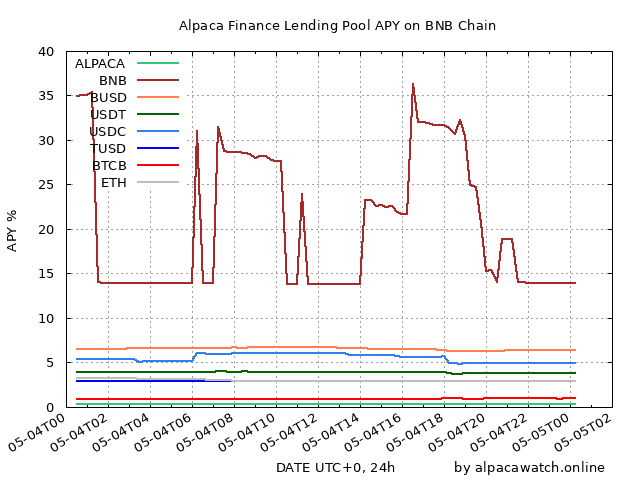 Alpaca Finance Lending Pool APY on BNB Chain
40
35
30
25
20
15
10
5
0
APY %
ALPACA
BNB
BUSD
USDT
USDC
TUSD
BTCB
ETH
05-04T00
05-04T02
05-04T04
05-04T06
05-04T08
05-04T10
05-04T12
05-04T14
05-04T16
05-04T18
05-04T20
05-04T22
05-05T00
05-05T02
DATE UTC+0, 24h
by alpacawatch.online